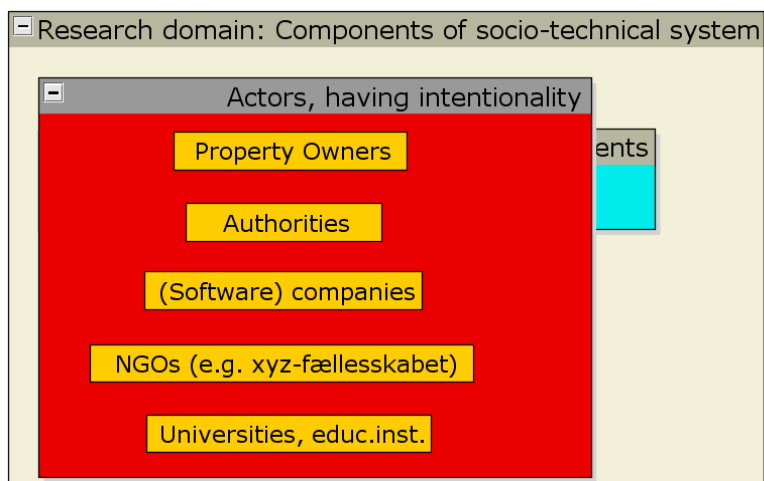 Research domain: Components of socio-technical system
Actors, having intentionality
Property Owners
Authorities
(Software) companies
NGOs (e.g. xyz-fællesskabet)
Universities, educ.inst.